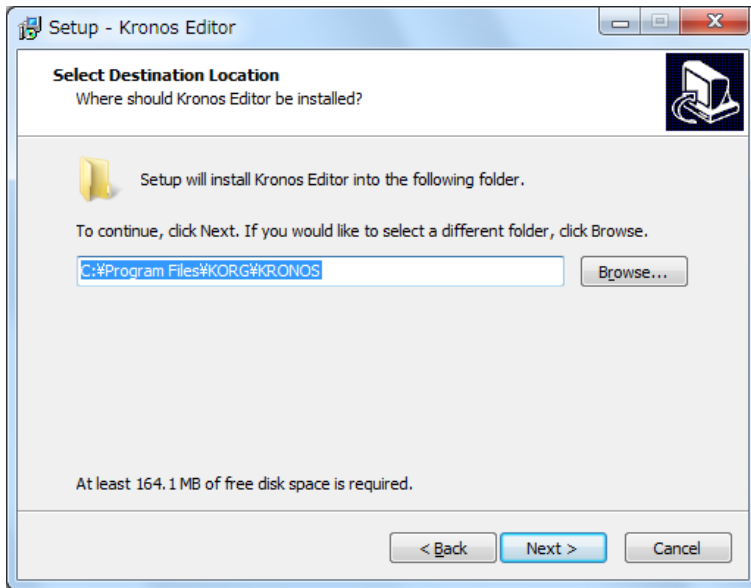 Setup - Kronos Editor
Select Destination Location
Where should Kronos Editor be installed?
Setup will install Kronos Editor into the following folder.
To continue, click Next. If you would like to select a different folder, click Browse.
C:¥Program Files¥KORG¥KRONOS
Browse...
At least 164.1 MB of free disk space is required.
< Back
Next >
Cancel